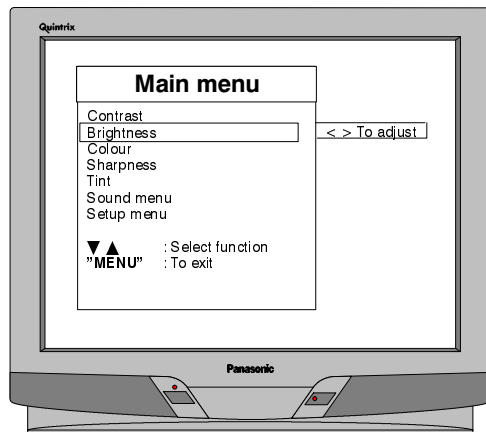 Quintrix
Main menu
Contrast
Brightness
< > To adjust
Colour
Sharpness
Tint
Sound menu
Setup menu
▼ ▲ : Select function
"MENU" : To exit
Panasonic